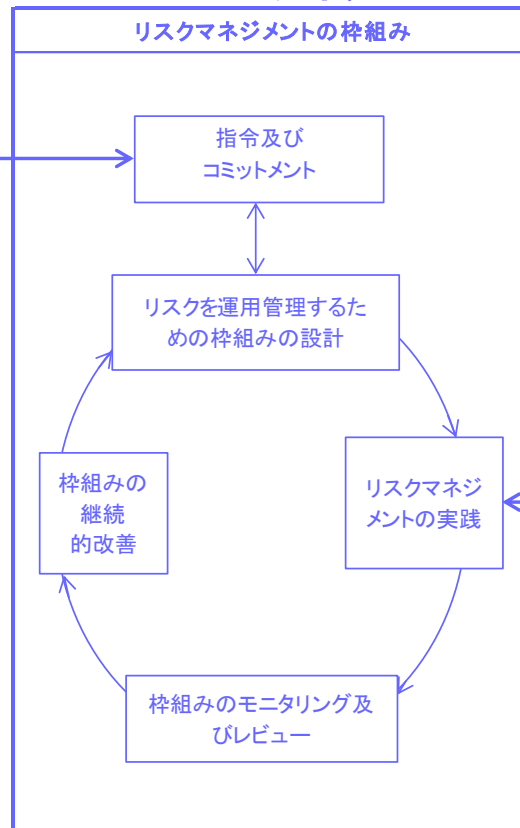 リスクマネジメントの枠組み
指令及び
コミットメント
リスクを運用管理するた
めの枠組みの設計
枠組みの
継続
的改善
リスクマネジ
メントの実践
枠組みのモニタリング及
びレビュー